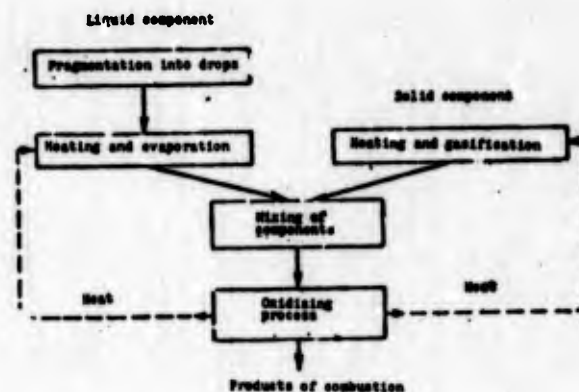 Liquid component
Fragmentation into drops
Solid component
Heating and evaporation
Heating and gasification
Mixing of
components
Heat
Oxidizing
process
Heat
Products of combustion